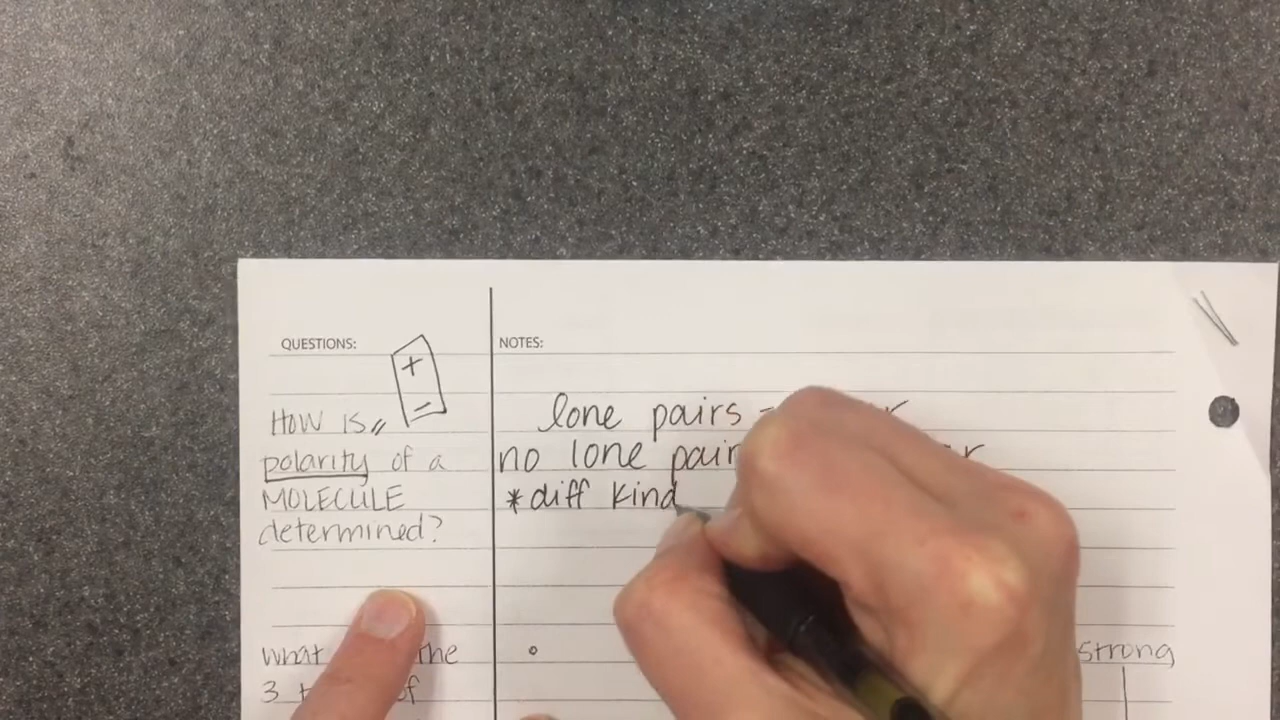 QUESTIONS:
+
-
How is
polarity of a
MOLECULE
determined?
what the
3 of
NOTES:
lone pairs -
no lone pair
*diff kind
strong